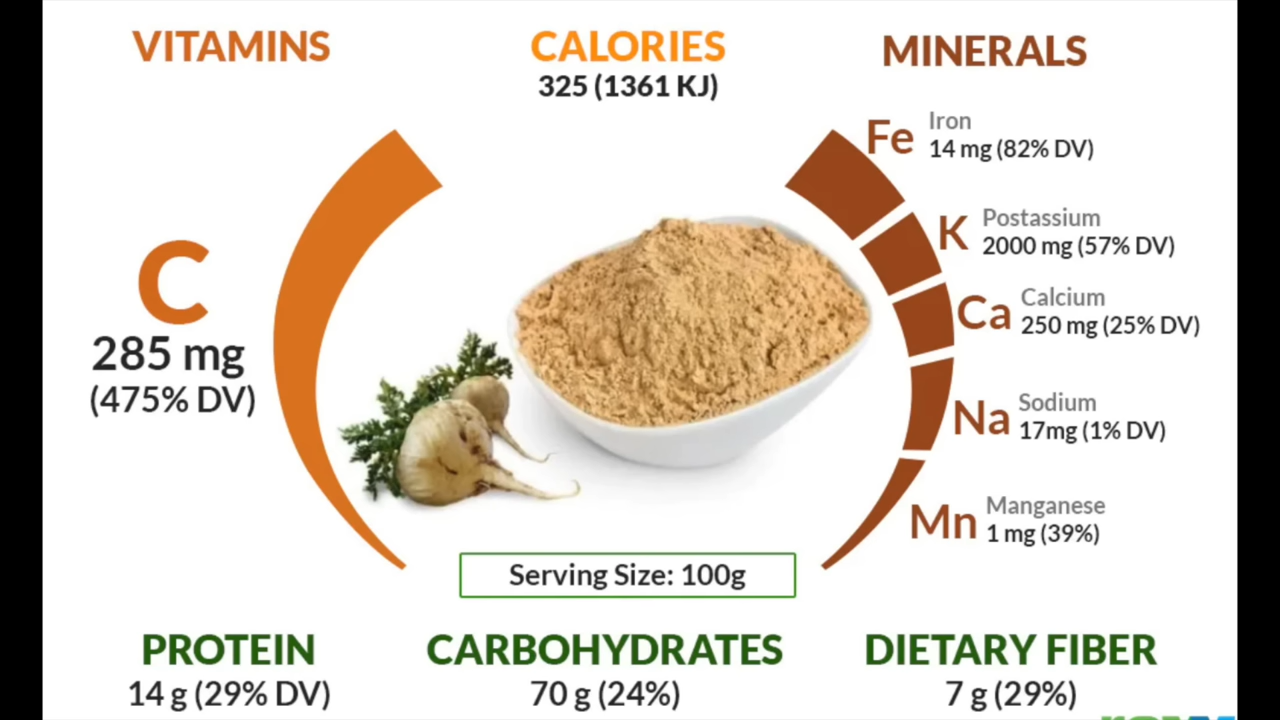 VITAMINS
C
285 mg
(475% DV)
CALORIES
325 (1361 KJ)
MINERALS
Fe
Iron
14 mg (82% DV)
K
Postassium
2000 mg (57% DV)
Ca
Calcium
250 mg (25% DV)
Na
Sodium
17mg (1% DV)
Mn
Manganese
1 mg (39%)
Serving Size: 100g
PROTEIN
14 g (29% DV)
CARBOHYDRATES
70 g (24%)
DIETARY FIBER
7 g (29%)